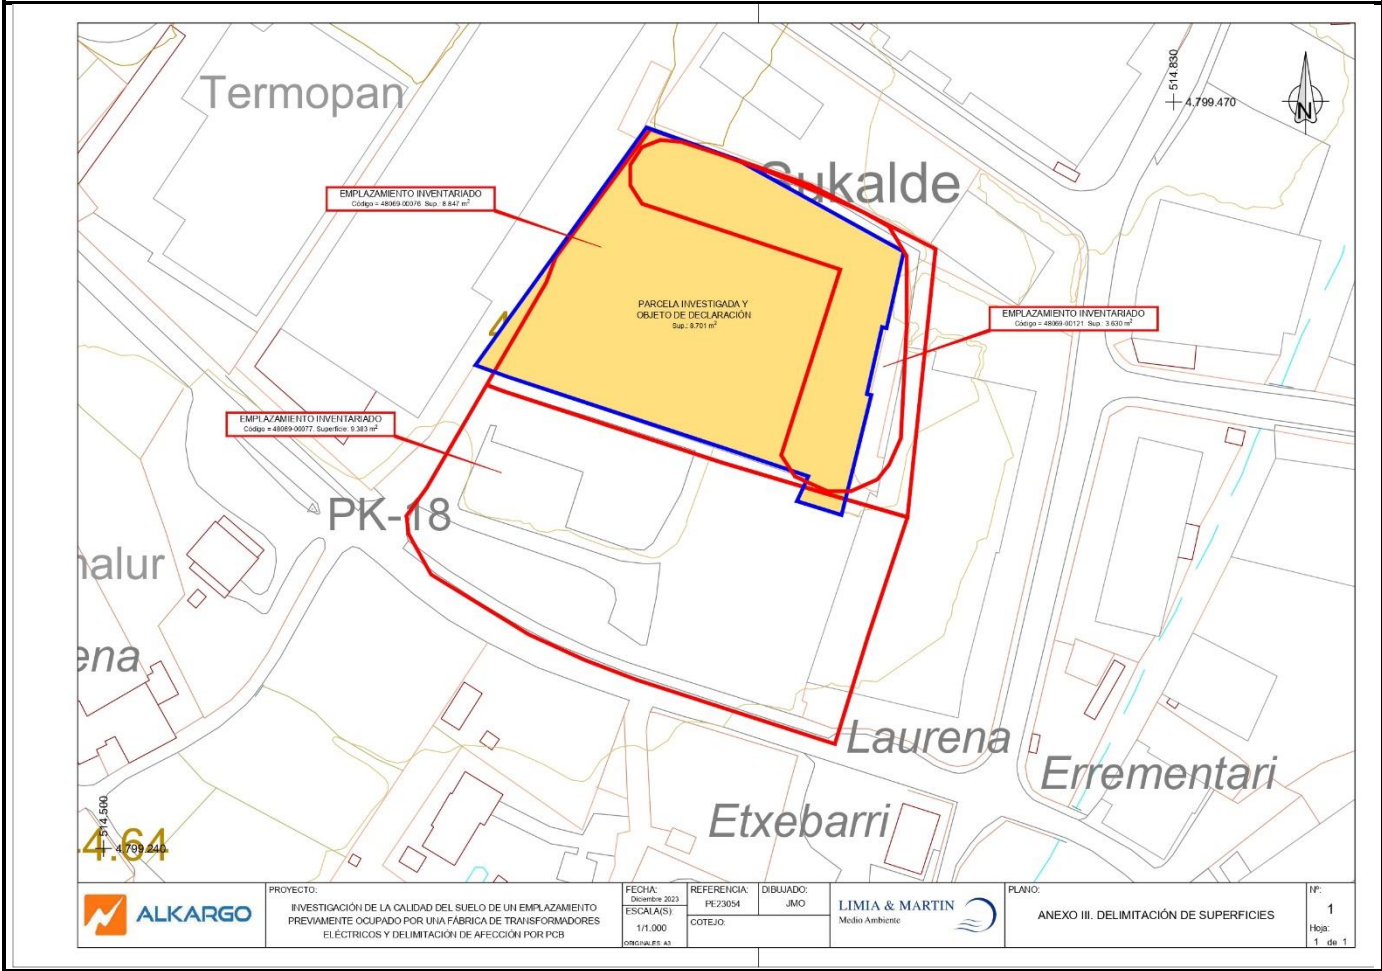 Termopan
514.830
4.799.470
N
Sukalde
EMPLAZAMIENTO INVENTARIADO
Código = 48069-00076 Sup.: 8.847 m²
PARCELA INVESTIGADA Y
OBJETO DE DECLARACIÓN
Sup.: 8.701 m²
EMPLAZAMIENTO INVENTARIADO
Código = 48069-00121 Sup.: 3.630 m²
EMPLAZAMIENTO INVENTARIADO
Código = 48069-00077. Superficie: 9.383 m²
PK-18
nalur
ena
Laurena
Errementari
Etxebarri
514.500
4.799.240
4.64
ALKARGO
PROYECTO:
INVESTIGACIÓN DE LA CALIDAD DEL SUELO DE UN EMPLAZAMIENTO
PREVIAMENTE OCUPADO POR UNA FÁBRICA DE TRANSFORMADORES
ELÉCTRICOS Y DELIMITACIÓN DE AFECCIÓN POR PCB
FECHA:
Diciembre 2023
ESCALA(S):
1/1.000
ORIGINALES A3
REFERENCIA:
PE23054
COTEJO:
DIBUJADO:
JMO
LIMIA & MARTIN
Medio Ambiente
PLANO:
ANEXO III. DELIMITACIÓN DE SUPERFICIES
Nº:
1
Hoja:
1 de 1